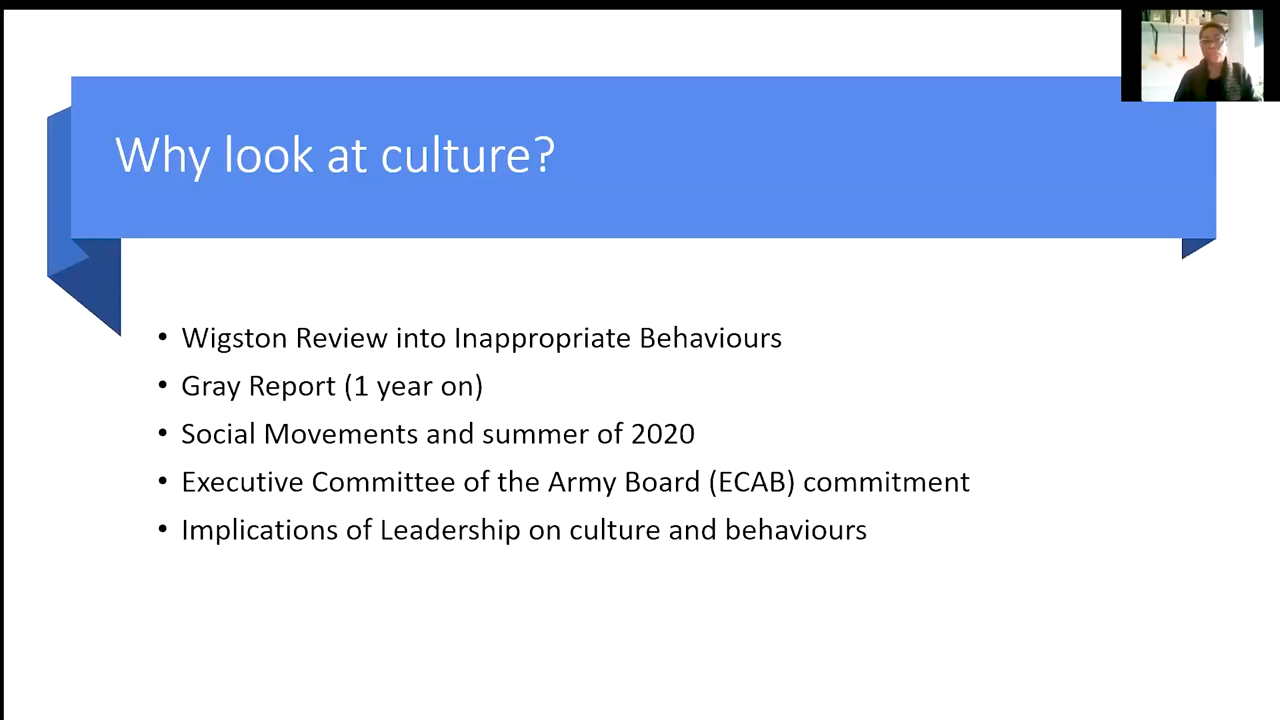 Why look at culture?
• Wigston Review into Inappropriate Behaviours
• Gray Report (1 year on)
• Social Movements and summer of 2020
• Executive Committee of the Army Board (ECAB) commitment
• Implications of Leadership on culture and behaviours